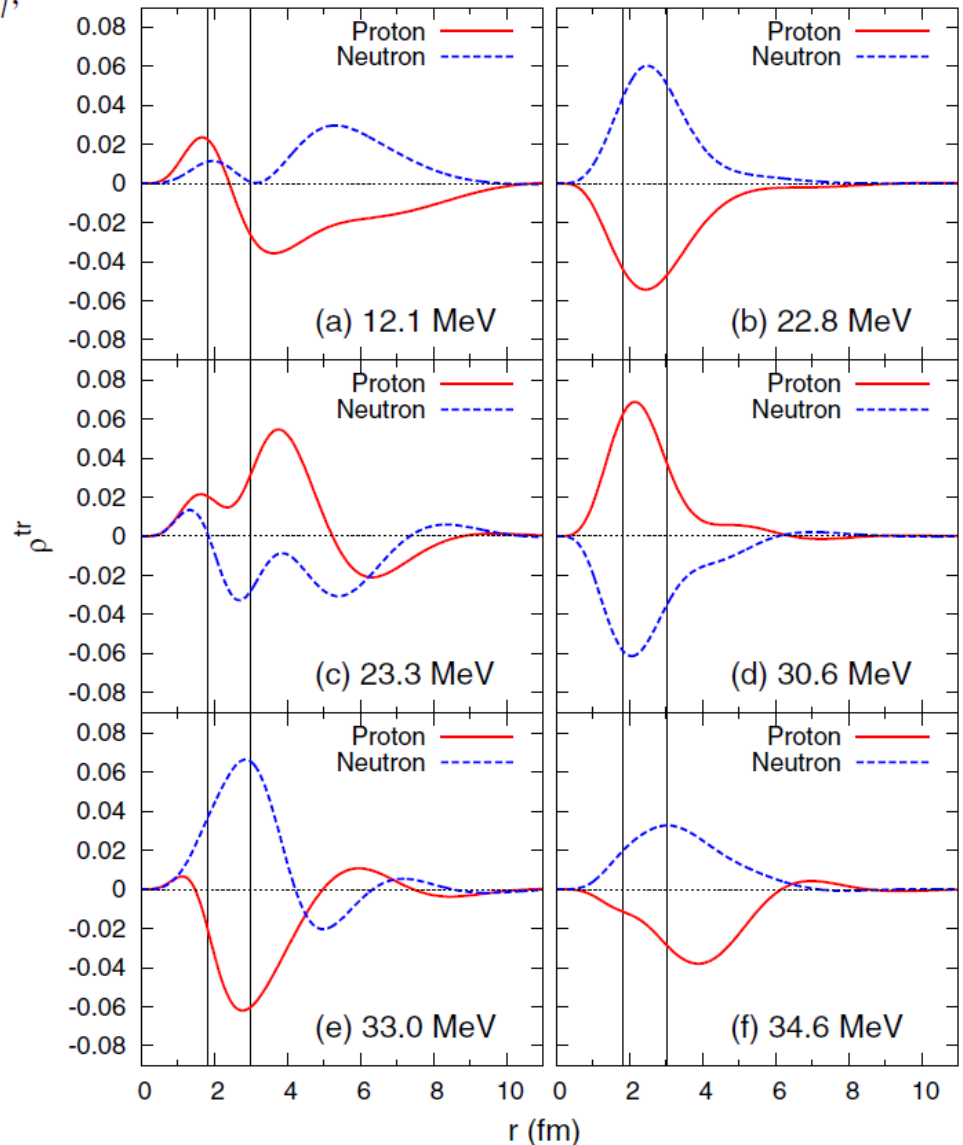 0.08
0.06
0.04
0.02
0
-0.02
-0.04
-0.06
-0.08
Proton
Neutron
(a) 12.1 MeV
Proton
Neutron
(b) 22.8 MeV
0.08
0.06
0.04
0.02
0
-0.02
-0.04
-0.06
-0.08
Proton
Neutron
(c) 23.3 MeV
Proton
Neutron
(d) 30.6 MeV
ρtr
0.08
0.06
0.04
0.02
0
-0.02
-0.04
-0.06
-0.08
Proton
Neutron
(e) 33.0 MeV
Proton
Neutron
(f) 34.6 MeV
0 2 4 6 8 10
0 2 4 6 8 10
r (fm)